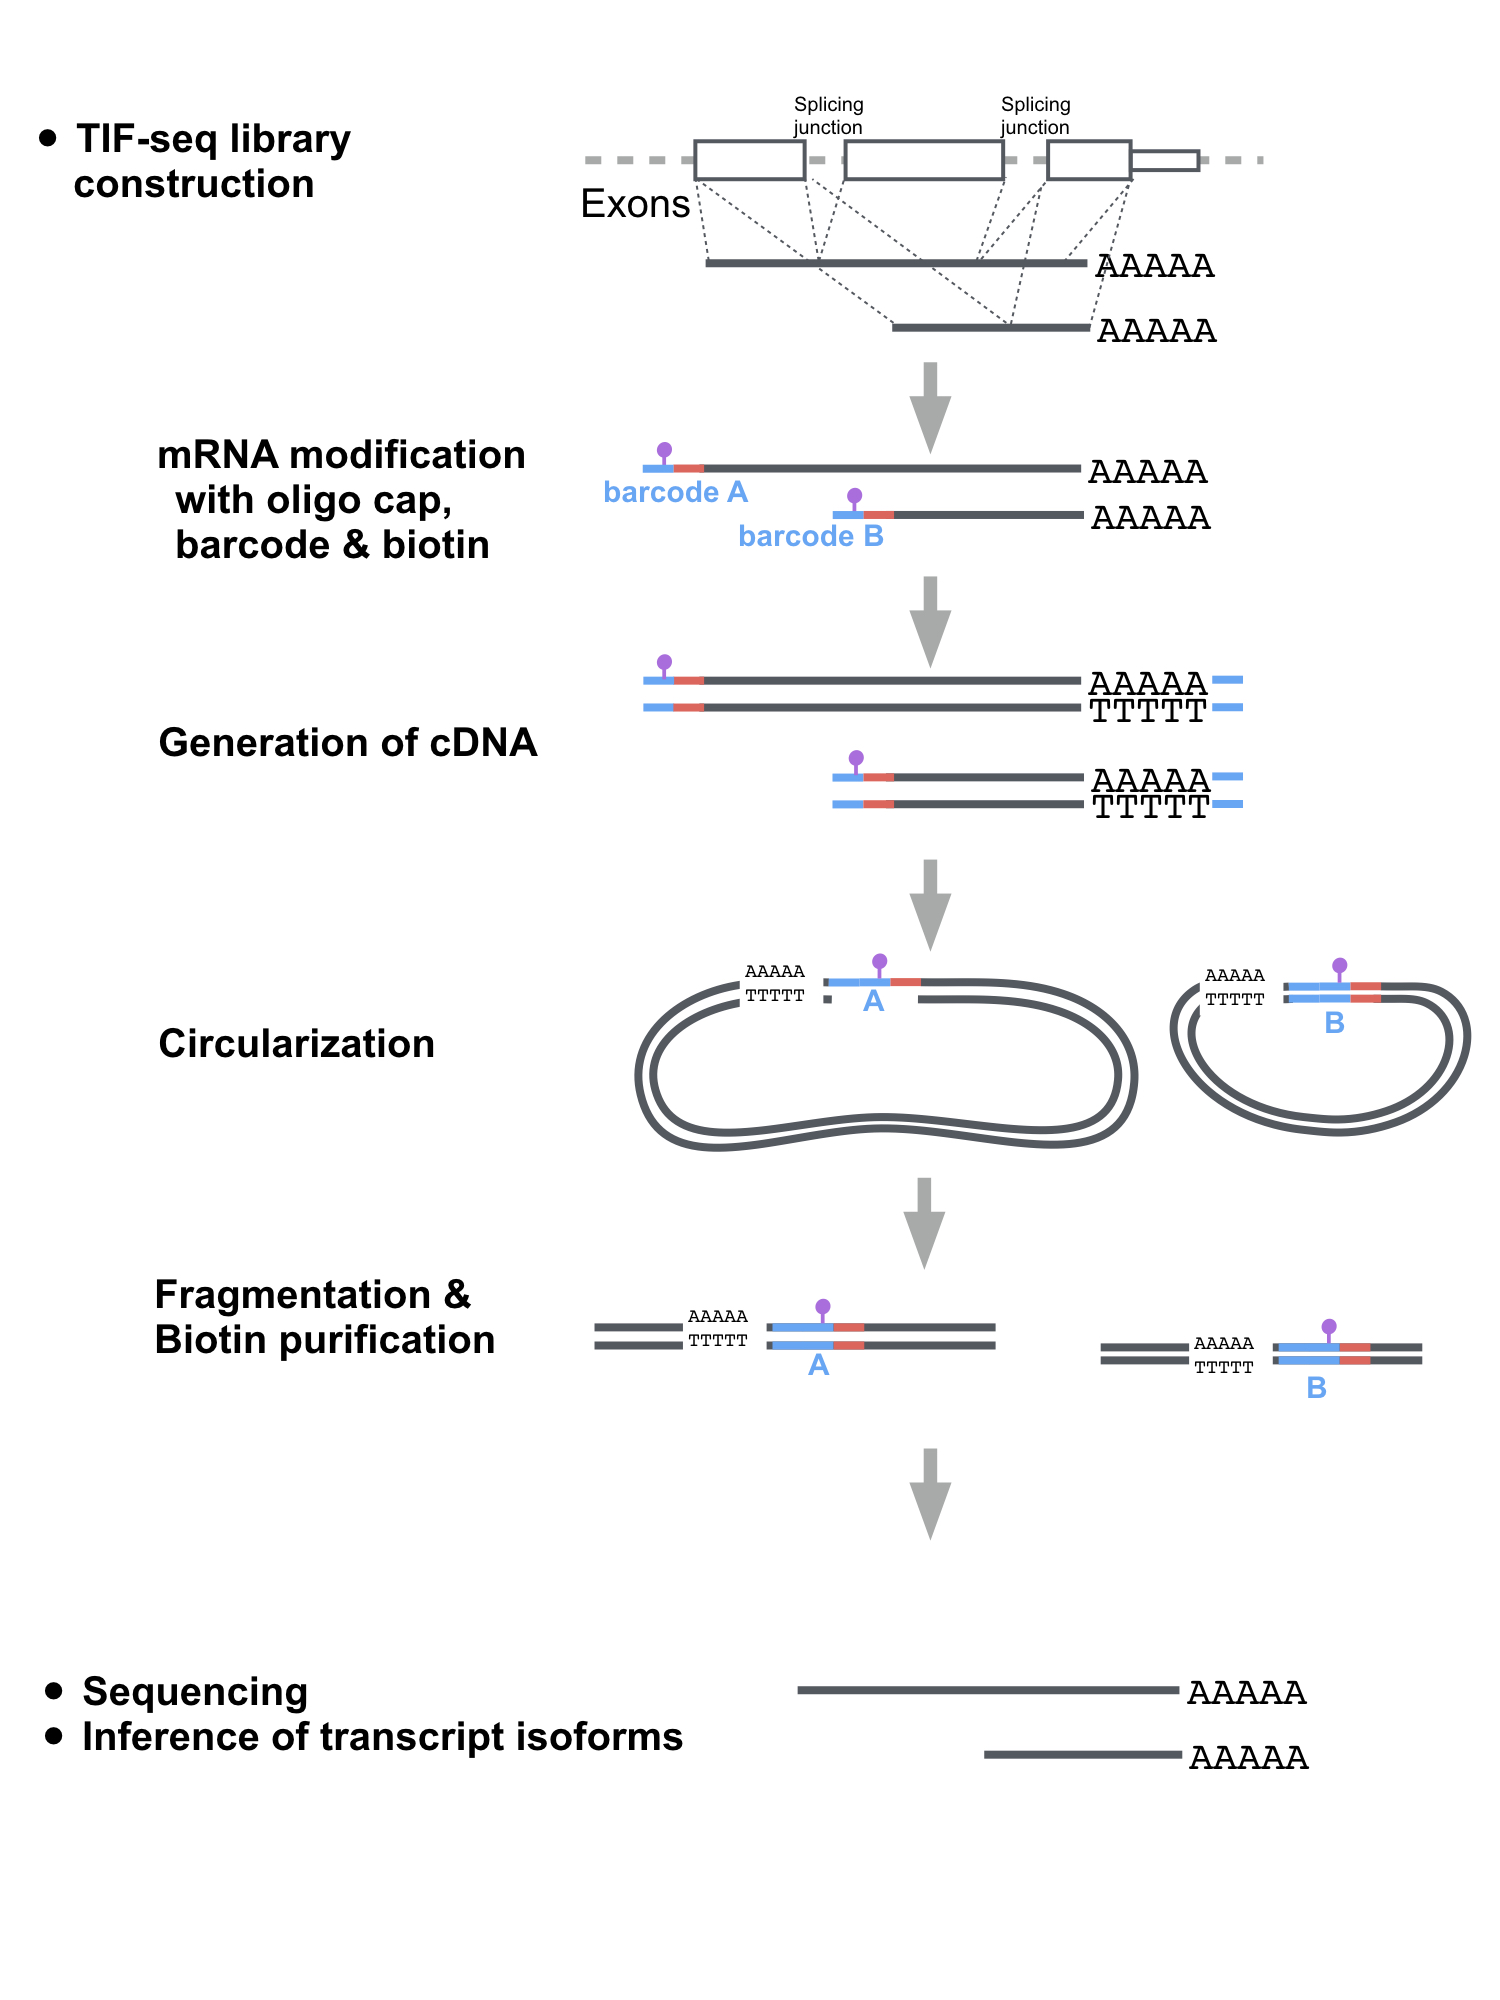 Splicing
junction
Splicing
junction
● TIF-seq library
construction
Exons
AAAAA
AAAAA
mRNA modification
with oligo cap,
barcode & biotin
AAAAA
barcode A
AAAAA
barcode B
AAAAA
TTTTT
Generation of cDNA
AAAAA
TTTTT
AAAAA
TTTTT
A
AAAAA
TTTTT
B
Circularization
Fragmentation &
Biotin purification
AAAAA
TTTTT
A
AAAAA
TTTTT
B
● Sequencing
● Inference of transcript isoforms
AAAAA
AAAAA